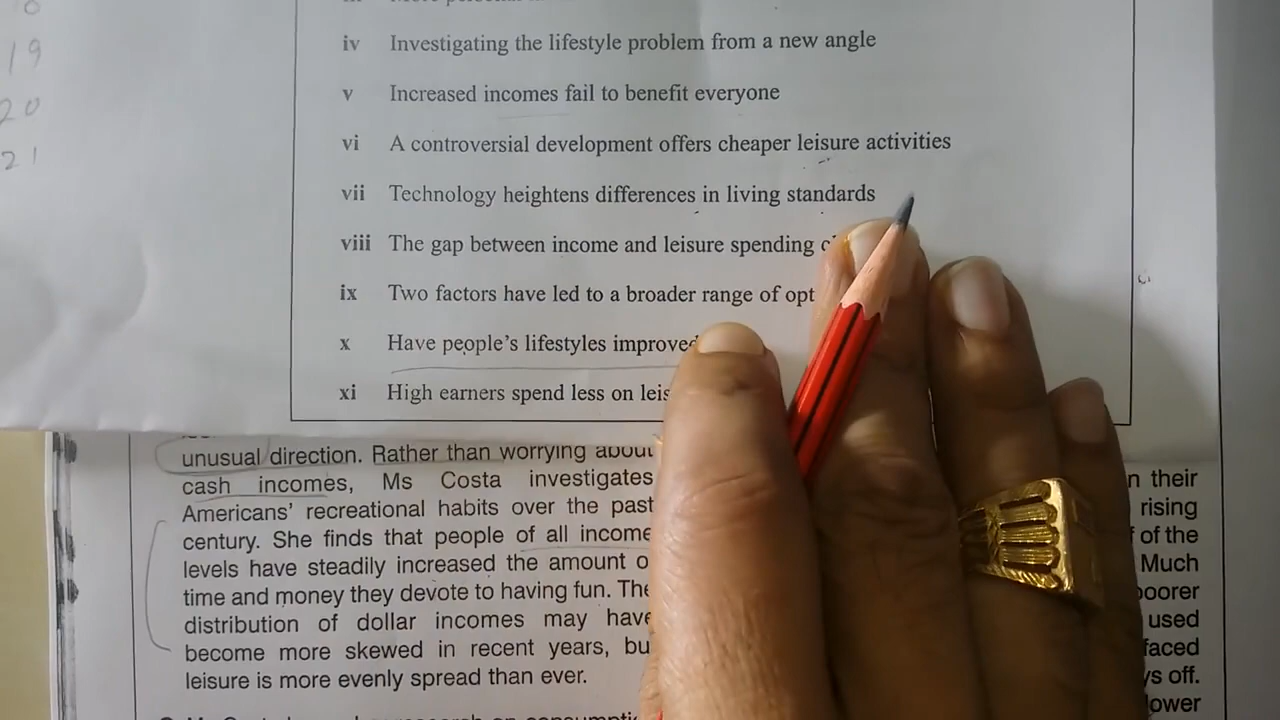 19
20
21
iv Investigating the lifestyle problem from a new angle
v Increased incomes fail to benefit everyone
vi A controversial development offers cheaper leisure activities
vii Technology heightens differences in living standards
viii The gap between income and leisure spending
ix Two factors have led to a broader range of
x Have people's lifestyles improved
xi High earners spend less on
unusual direction. Rather than worrying about
cash incomes, Ms Costa investigates
Americans' recreational habits over the past
century. She finds that people of all income
levels have steadily increased the amount
time and money they devote to having fun. The
distribution of dollar incomes may have
become more skewed in recent years,
leisure is more evenly spread than ever.
their
rising
of the
Much
poorer
used
faced
off.